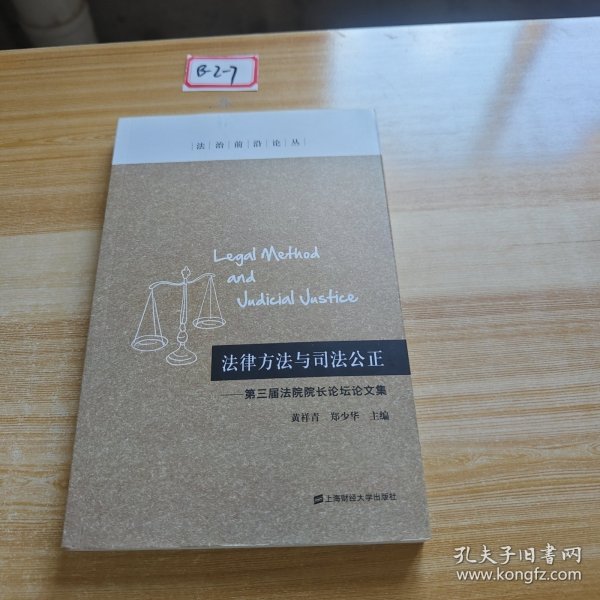 B-2-7
法治前沿论丛
Legal Method
and
Judicial Justice
法律方法与司法公正
——第三届法院院长论坛论文集
黄祥青 郑少华 主编
上海财经大学出版社
孔夫子旧书网
www.kongfz.com